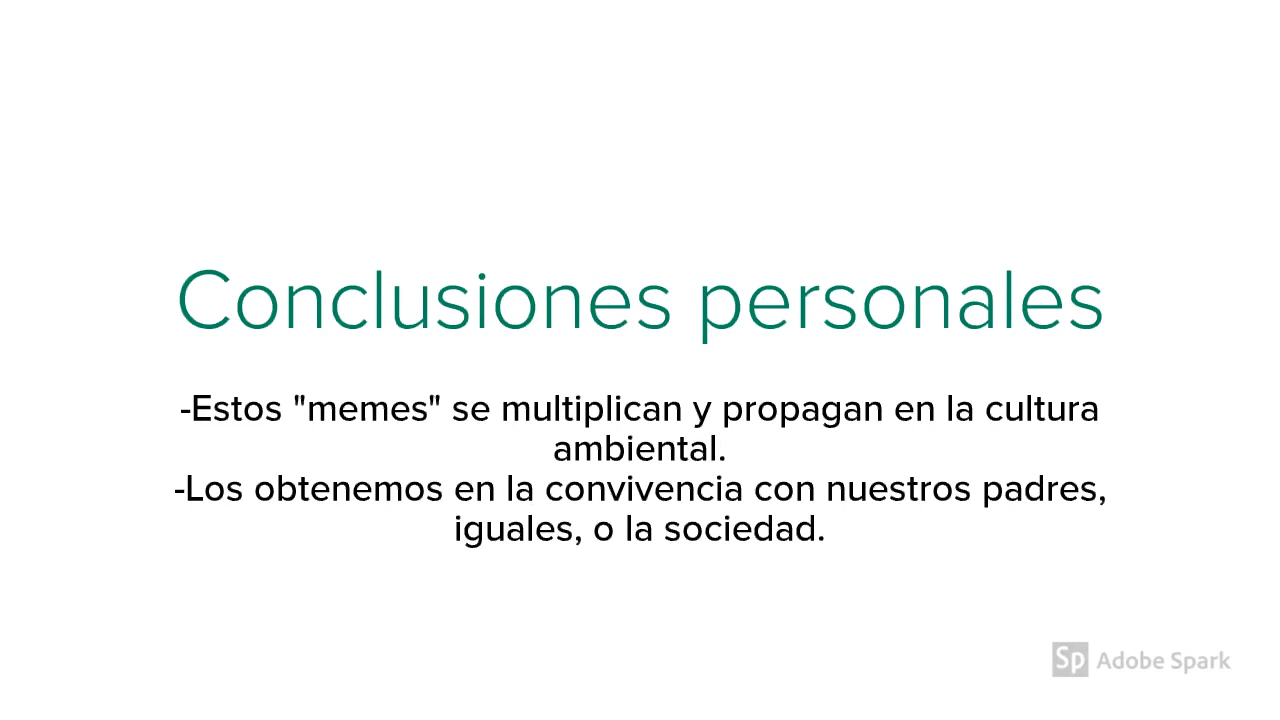 Conclusiones personales
-Estos "memes" se multiplican y propagan en la cultura
ambiental.
-Los obtenemos en la convivencia con nuestros padres,
iguales, o la sociedad.
Sp Adobe Spark